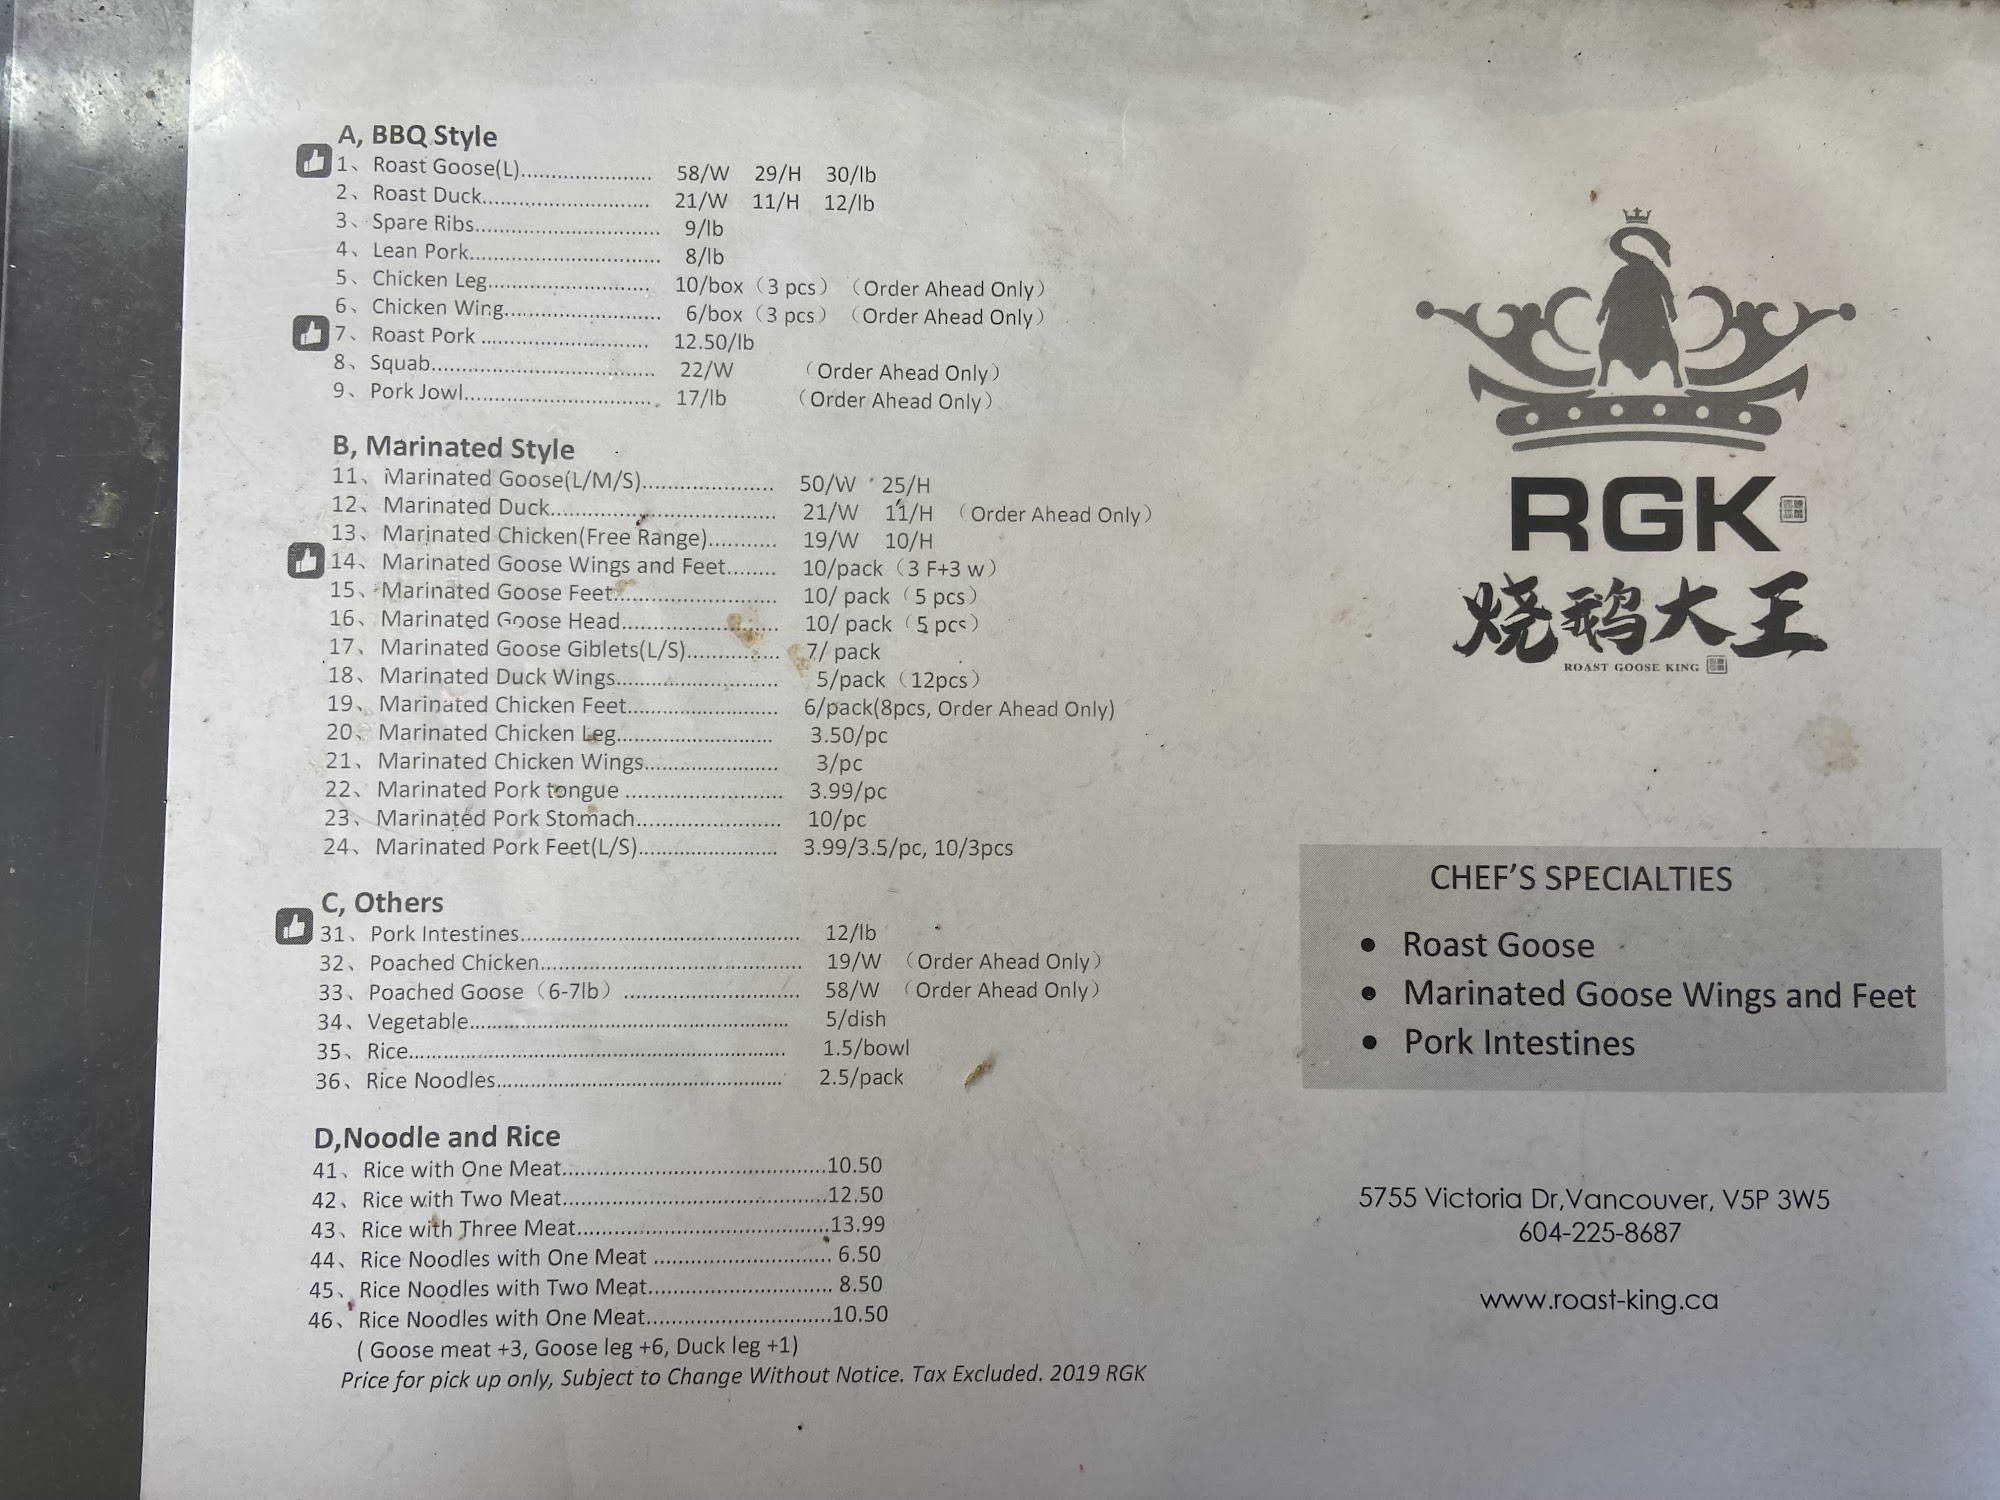 A, BBQ Style
1、Roast Goose(L)...................... 58/W 29/H 30/lb
2、Roast Duck............................ 21/W 11/H 12/lb
3、Spare Ribs............................... 9/lb
4、Lean Pork................................ 8/lb
5、Chicken Leg........................... 10/box（3 pcs）（Order Ahead Only）
6、Chicken Wing.......................... 6/box（3 pcs）（Order Ahead Only）
7、Roast Pork ............................ 12.50/lb
8、Squab..................................... 22/W （Order Ahead Only）
9、Pork Jowl............................... 17/lb （Order Ahead Only）
B, Marinated Style
11、Marinated Goose(L/M/S)...................... 50/W 25/H
12、Marinated Duck...................................... 21/W 11/H （Order Ahead Only）
13、Marinated Chicken(Free Range)........... 19/W 10/H
14、Marinated Goose Wings and Feet........ 10/pack（3 F+3 w）
15、Marinated Goose Feet........................... 10/ pack（5 pcs）
16、Marinated Goose Head.......................... 10/ pack（5 pcs）
17、Marinated Goose Giblets(L/S)............... 7/ pack
18、Marinated Duck Wings........................... 5/pack（12pcs）
19、Marinated Chicken Feet......................... 6/pack(8pcs, Order Ahead Only)
20、Marinated Chicken Leg.......................... 3.50/pc
21、Marinated Chicken Wings...................... 3/pc
22、Marinated Pork tongue .......................... 3.99/pc
23、Marinated Pork Stomach........................ 10/pc
24、Marinated Pork Feet(L/S)....................... 3.99/3.5/pc, 10/3pcs
C, Others
31、Pork Intestines............................................... 12/lb
32、Poached Chicken............................................ 19/W （Order Ahead Only）
33、Poached Goose（6-7lb）............................. 58/W （Order Ahead Only）
34、Vegetable...................................................... 5/dish
35、Rice................................................................ 1.5/bowl
36、Rice Noodles................................................ 2.5/pack
D,Noodle and Rice
41、Rice with One Meat............................................10.50
42、Rice with Two Meat............................................12.50
43、Rice with Three Meat..........................................13.99
44、Rice Noodles with One Meat .............................. 6.50
45、Rice Noodles with Two Meat............................... 8.50
46、Rice Noodles with One Meat...............................10.50
( Goose meat +3, Goose leg +6, Duck leg +1)
Price for pick up only, Subject to Change Without Notice. Tax Excluded. 2019 RGK
RGK
烧鹅大王
ROAST GOOSE KING
CHEF'S SPECIALTIES
• Roast Goose
• Marinated Goose Wings and Feet
• Pork Intestines
5755 Victoria Dr,Vancouver, V5P 3W5
604-225-8687
www.roast-king.ca